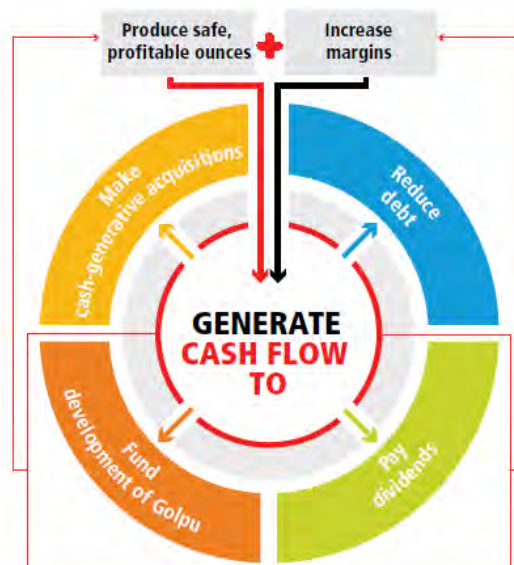 Produce safe,
profitable ounces
Increase
margins
Make
cash-generative acquisitions
Reduce
debt
GENERATE
CASH FLOW
TO
Fund
development of Golpu
Pay
dividends